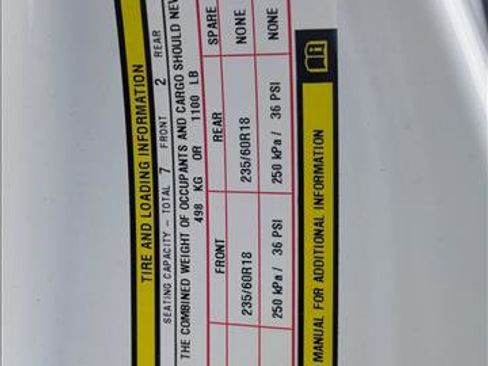 TIRE AND LOADING INFORMATION
SEATING CAPACITY - TOTAL 7 FRONT 2 REAR
THE COMBINED WEIGHT OF OCCUPANTS AND CARGO SHOULD
498 KG OR 1100 LB
FRONT REAR SPARE
235/60R18 235/60R18 NONE
250 kPa / 36 PSI 250 kPa / 36 PSI NONE
MANUAL FOR ADDITIONAL INFORMATION